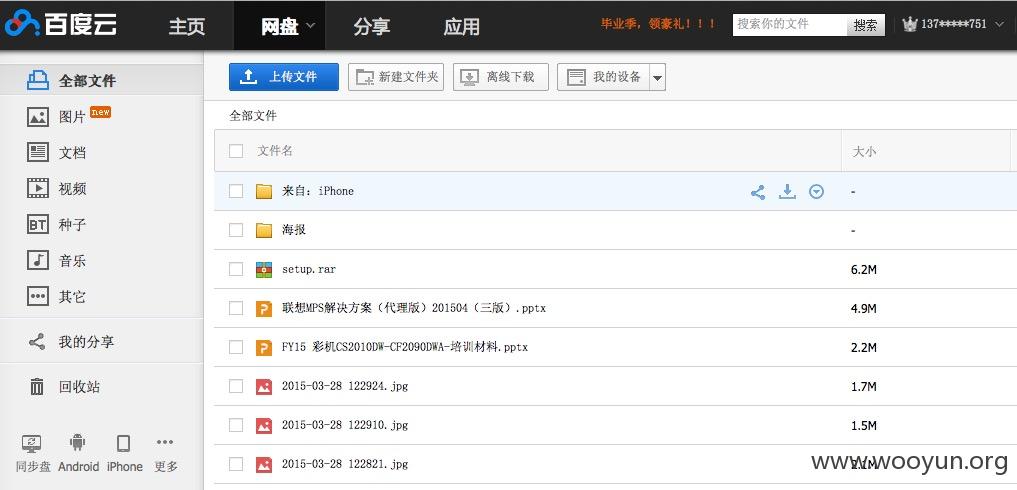 百度云 主页 网盘 分享 应用 毕业季，领豪礼！！！ 搜索你的文件 搜索 137*****751
全部文件
图片 new
文档
视频
种子
音乐
其它
我的分享
回收站
同步盘 Android iPhone 更多
上传文件 新建文件夹 离线下载 我的设备
全部文件
文件名 大小
来自：iPhone -
海报 -
setup.rar 6.2M
联想MPS解决方案（代理版）201504（三版）.pptx 4.9M
FY15 彩机CS2010DW-CF2090DWA-培训材料.pptx 2.2M
2015-03-28 122924.jpg 1.7M
2015-03-28 122910.jpg 1.5M
2015-03-28 122821.jpg
www.wooyun.org